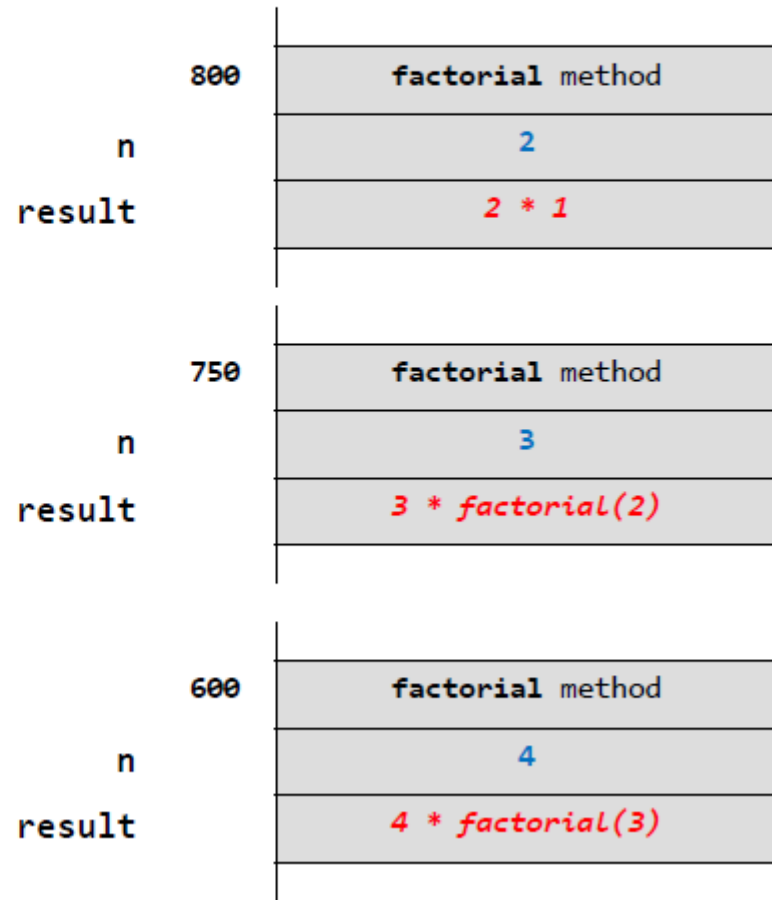 800 factorial method
n 2
result 2 * 1
750 factorial method
n 3
result 3 * factorial(2)
600 factorial method
n 4
result 4 * factorial(3)